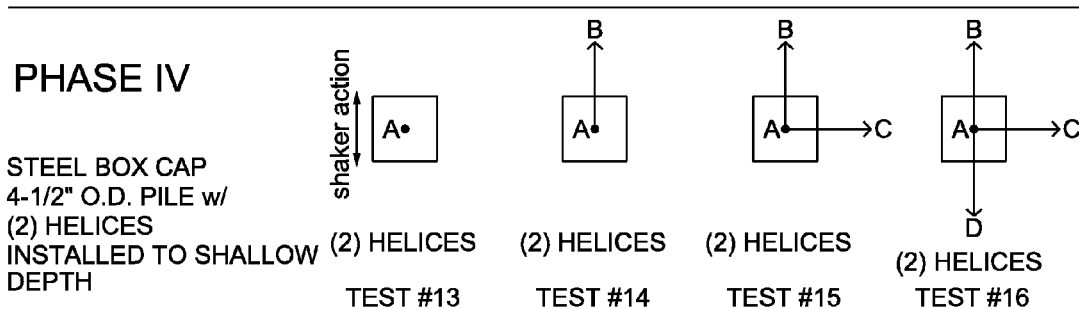 PHASE IV
STEEL BOX CAP
4-1/2" O.D. PILE w/
(2) HELICES
INSTALLED TO SHALLOW
DEPTH
shaker action
A
(2) HELICES
TEST #13
B
A
(2) HELICES
TEST #14
B
A
C
(2) HELICES
TEST #15
B
A
C
D
(2) HELICES
TEST #16